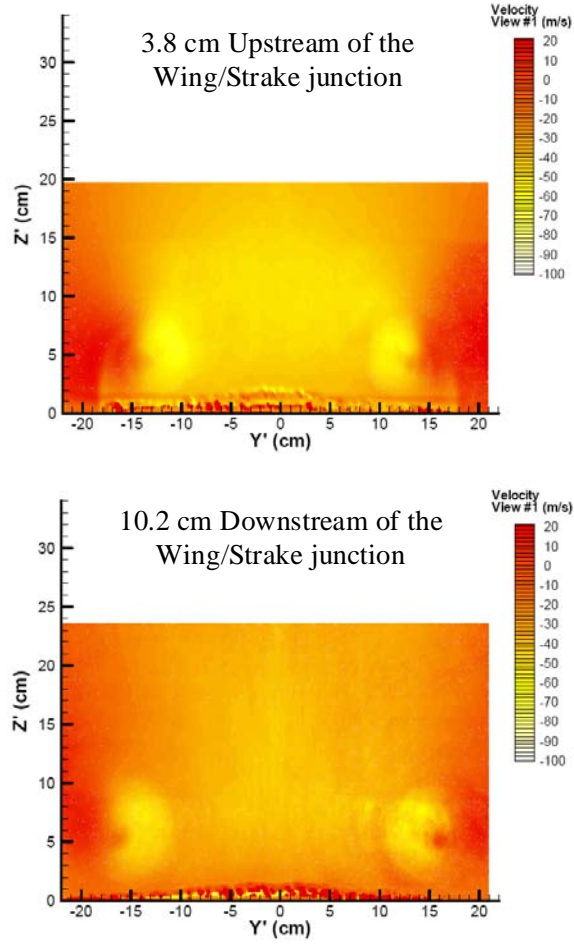 Velocity
View #1 (m/s)
3.8 cm Upstream of the
Wing/Strake junction
20
10
0
-10
-20
-30
-40
-50
-60
-70
-80
-90
-100
30
25
20
15
10
5
0
Z' (cm)
-20 -15 -10 -5 0 5 10 15 20
Y' (cm)
Velocity
View #1 (m/s)
10.2 cm Downstream of the
Wing/Strake junction
20
10
0
-10
-20
-30
-40
-50
-60
-70
-80
-90
-100
30
25
20
15
10
5
0
Z' (cm)
-20 -15 -10 -5 0 5 10 15 20
Y' (cm)